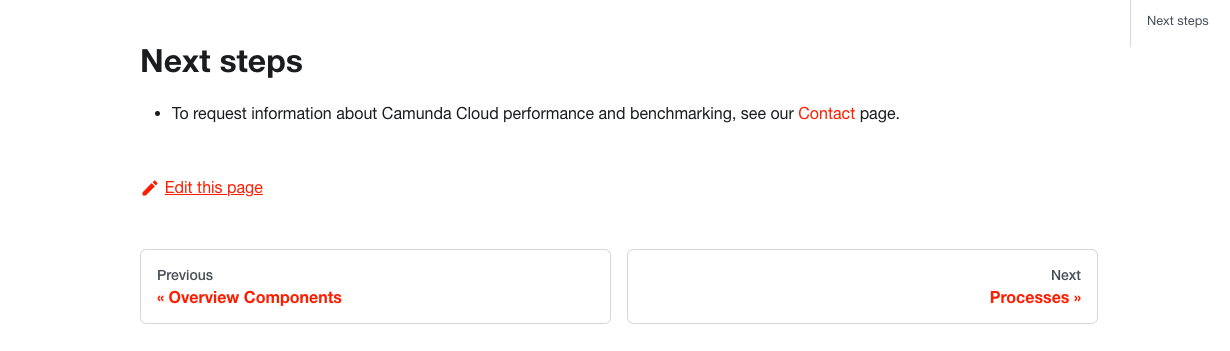 Next steps
Next steps
• To request information about Camunda Cloud performance and benchmarking, see our Contact page.
Edit this page
Previous
« Overview Components
Next
Processes »